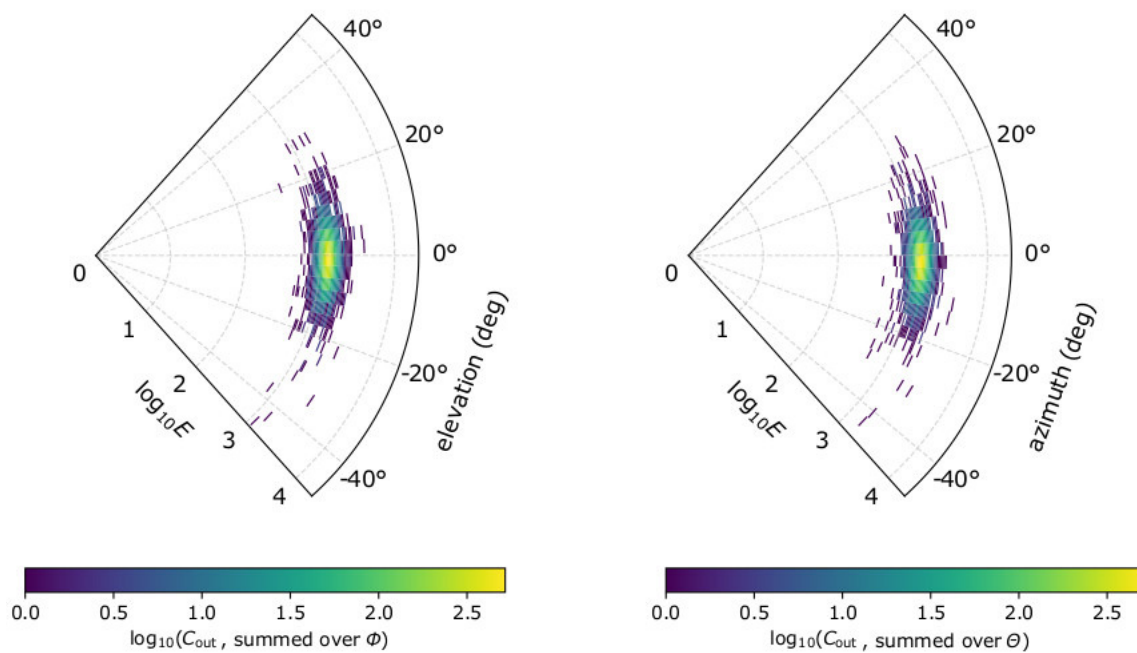 40°
20°
0°
-20°
-40°
0
1
2
3
4
log₁₀E
elevation (deg)
0.0 0.5 1.0 1.5 2.0 2.5
log₁₀(C_out , summed over Φ)
40°
20°
0°
-20°
-40°
0
1
2
3
4
log₁₀E
azimuth (deg)
0.0 0.5 1.0 1.5 2.0 2.5
log₁₀(C_out , summed over Θ)